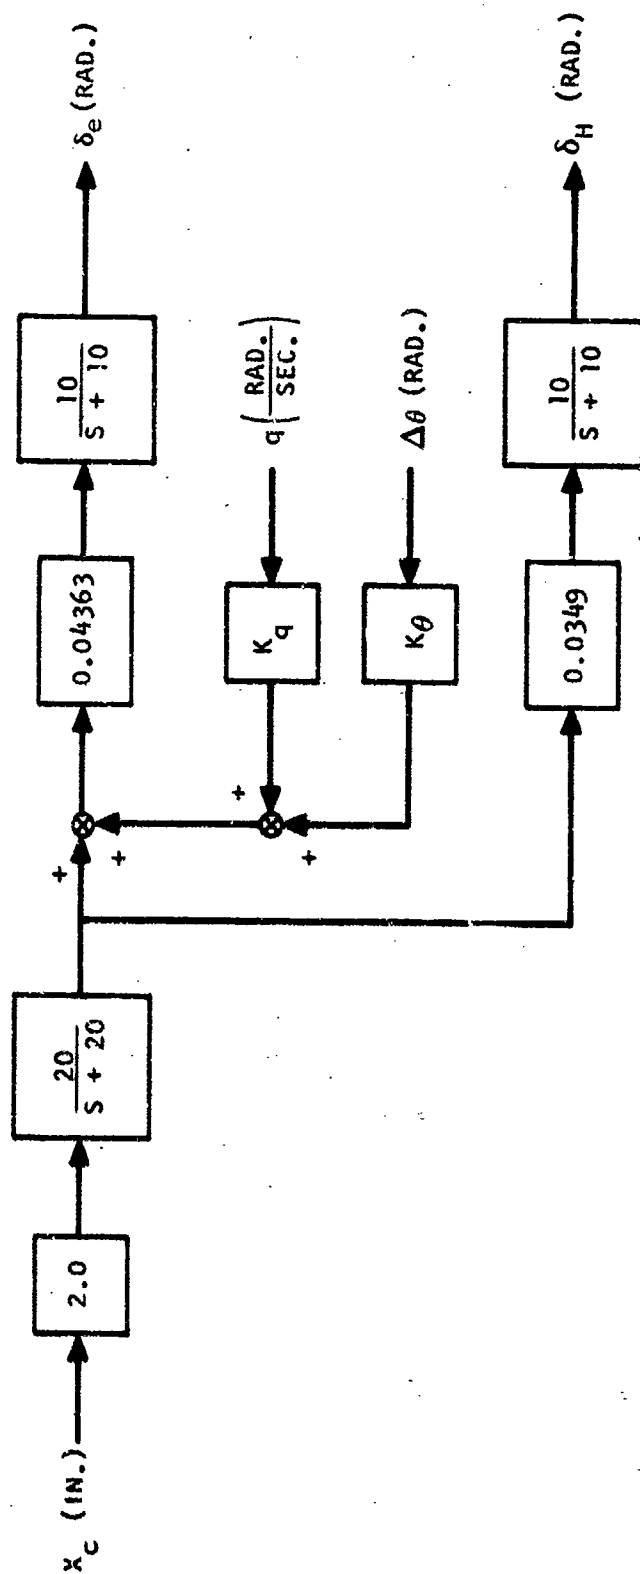 X_c (IN.)
2.0
20
S + 20
+
+
0.04363
10
S + 10
δ_e (RAD.)
+
+
K_q
q (RAD./SEC.)
K_θ
Δθ (RAD.)
0.0349
10
S + 10
δ_H (RAD.)